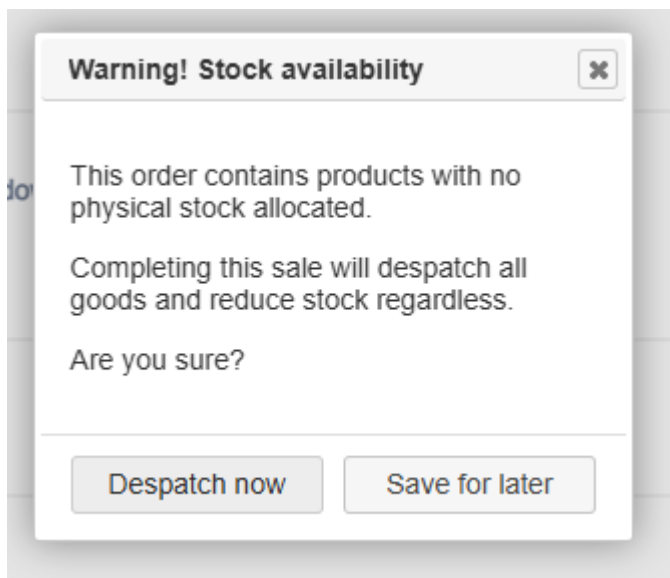 Warning! Stock availability
This order contains products with no
physical stock allocated.
Completing this sale will despatch all
goods and reduce stock regardless.
Are you sure?
Despatch now
Save for later